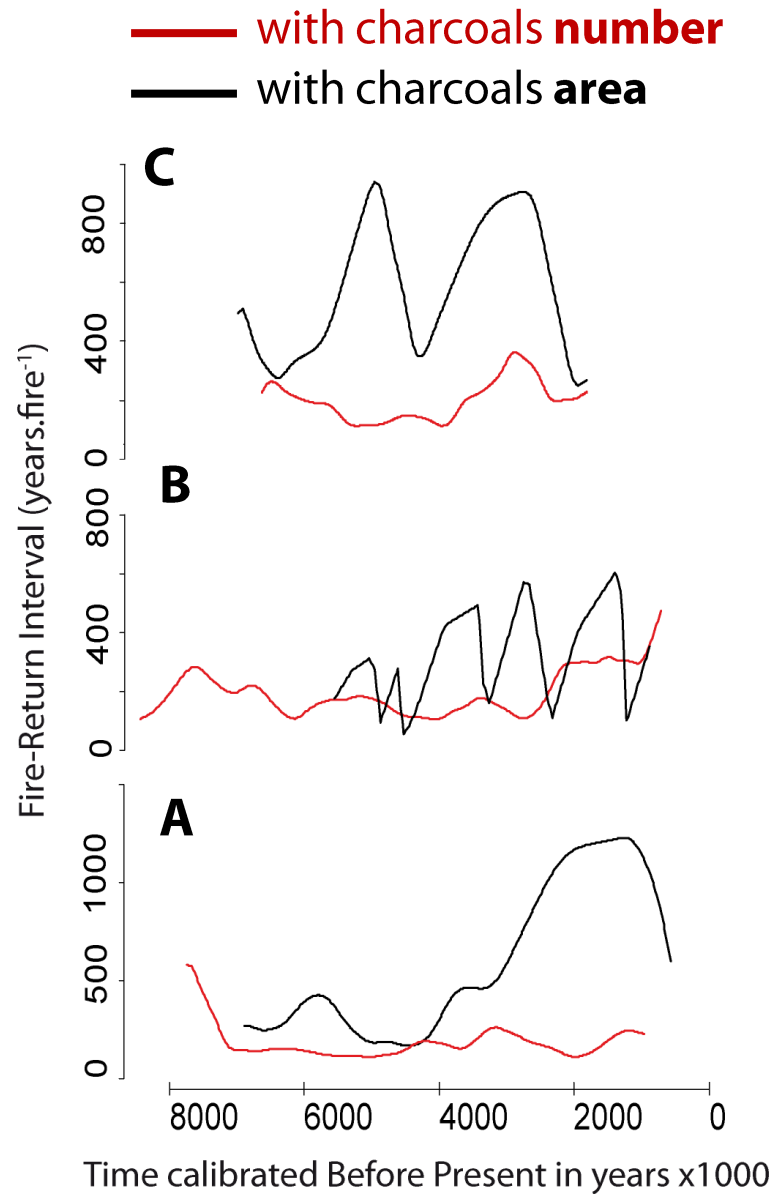 with charcoals number
with charcoals area
C
800
400
0
B
800
400
0
A
1000
500
0
Fire-Return Interval (years.fire⁻¹)
8000 6000 4000 2000 0
Time calibrated Before Present in years x1000